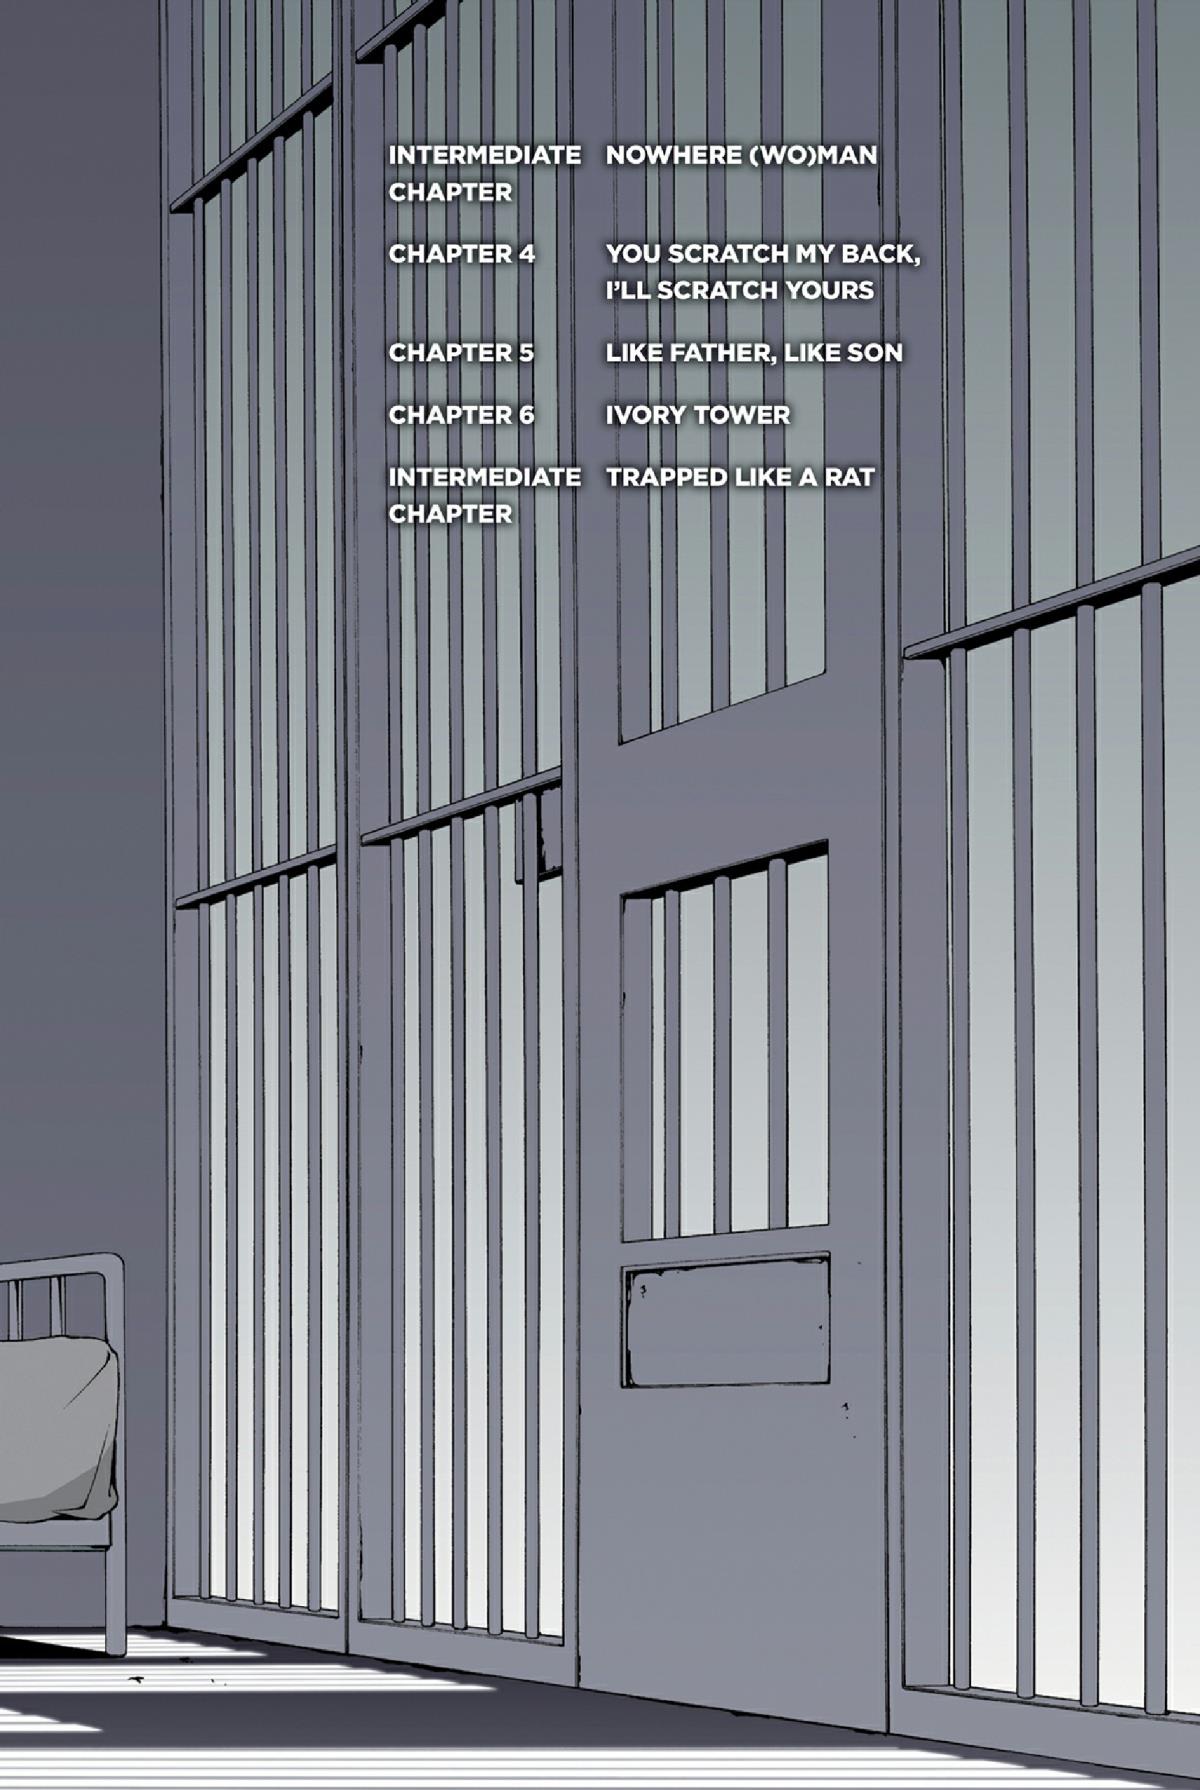 INTERMEDIATE NOWHERE (WO)MAN
CHAPTER
CHAPTER 4 YOU SCRATCH MY BACK,
I'LL SCRATCH YOURS
CHAPTER 5 LIKE FATHER, LIKE SON
CHAPTER 6 IVORY TOWER
INTERMEDIATE TRAPPED LIKE A RAT
CHAPTER